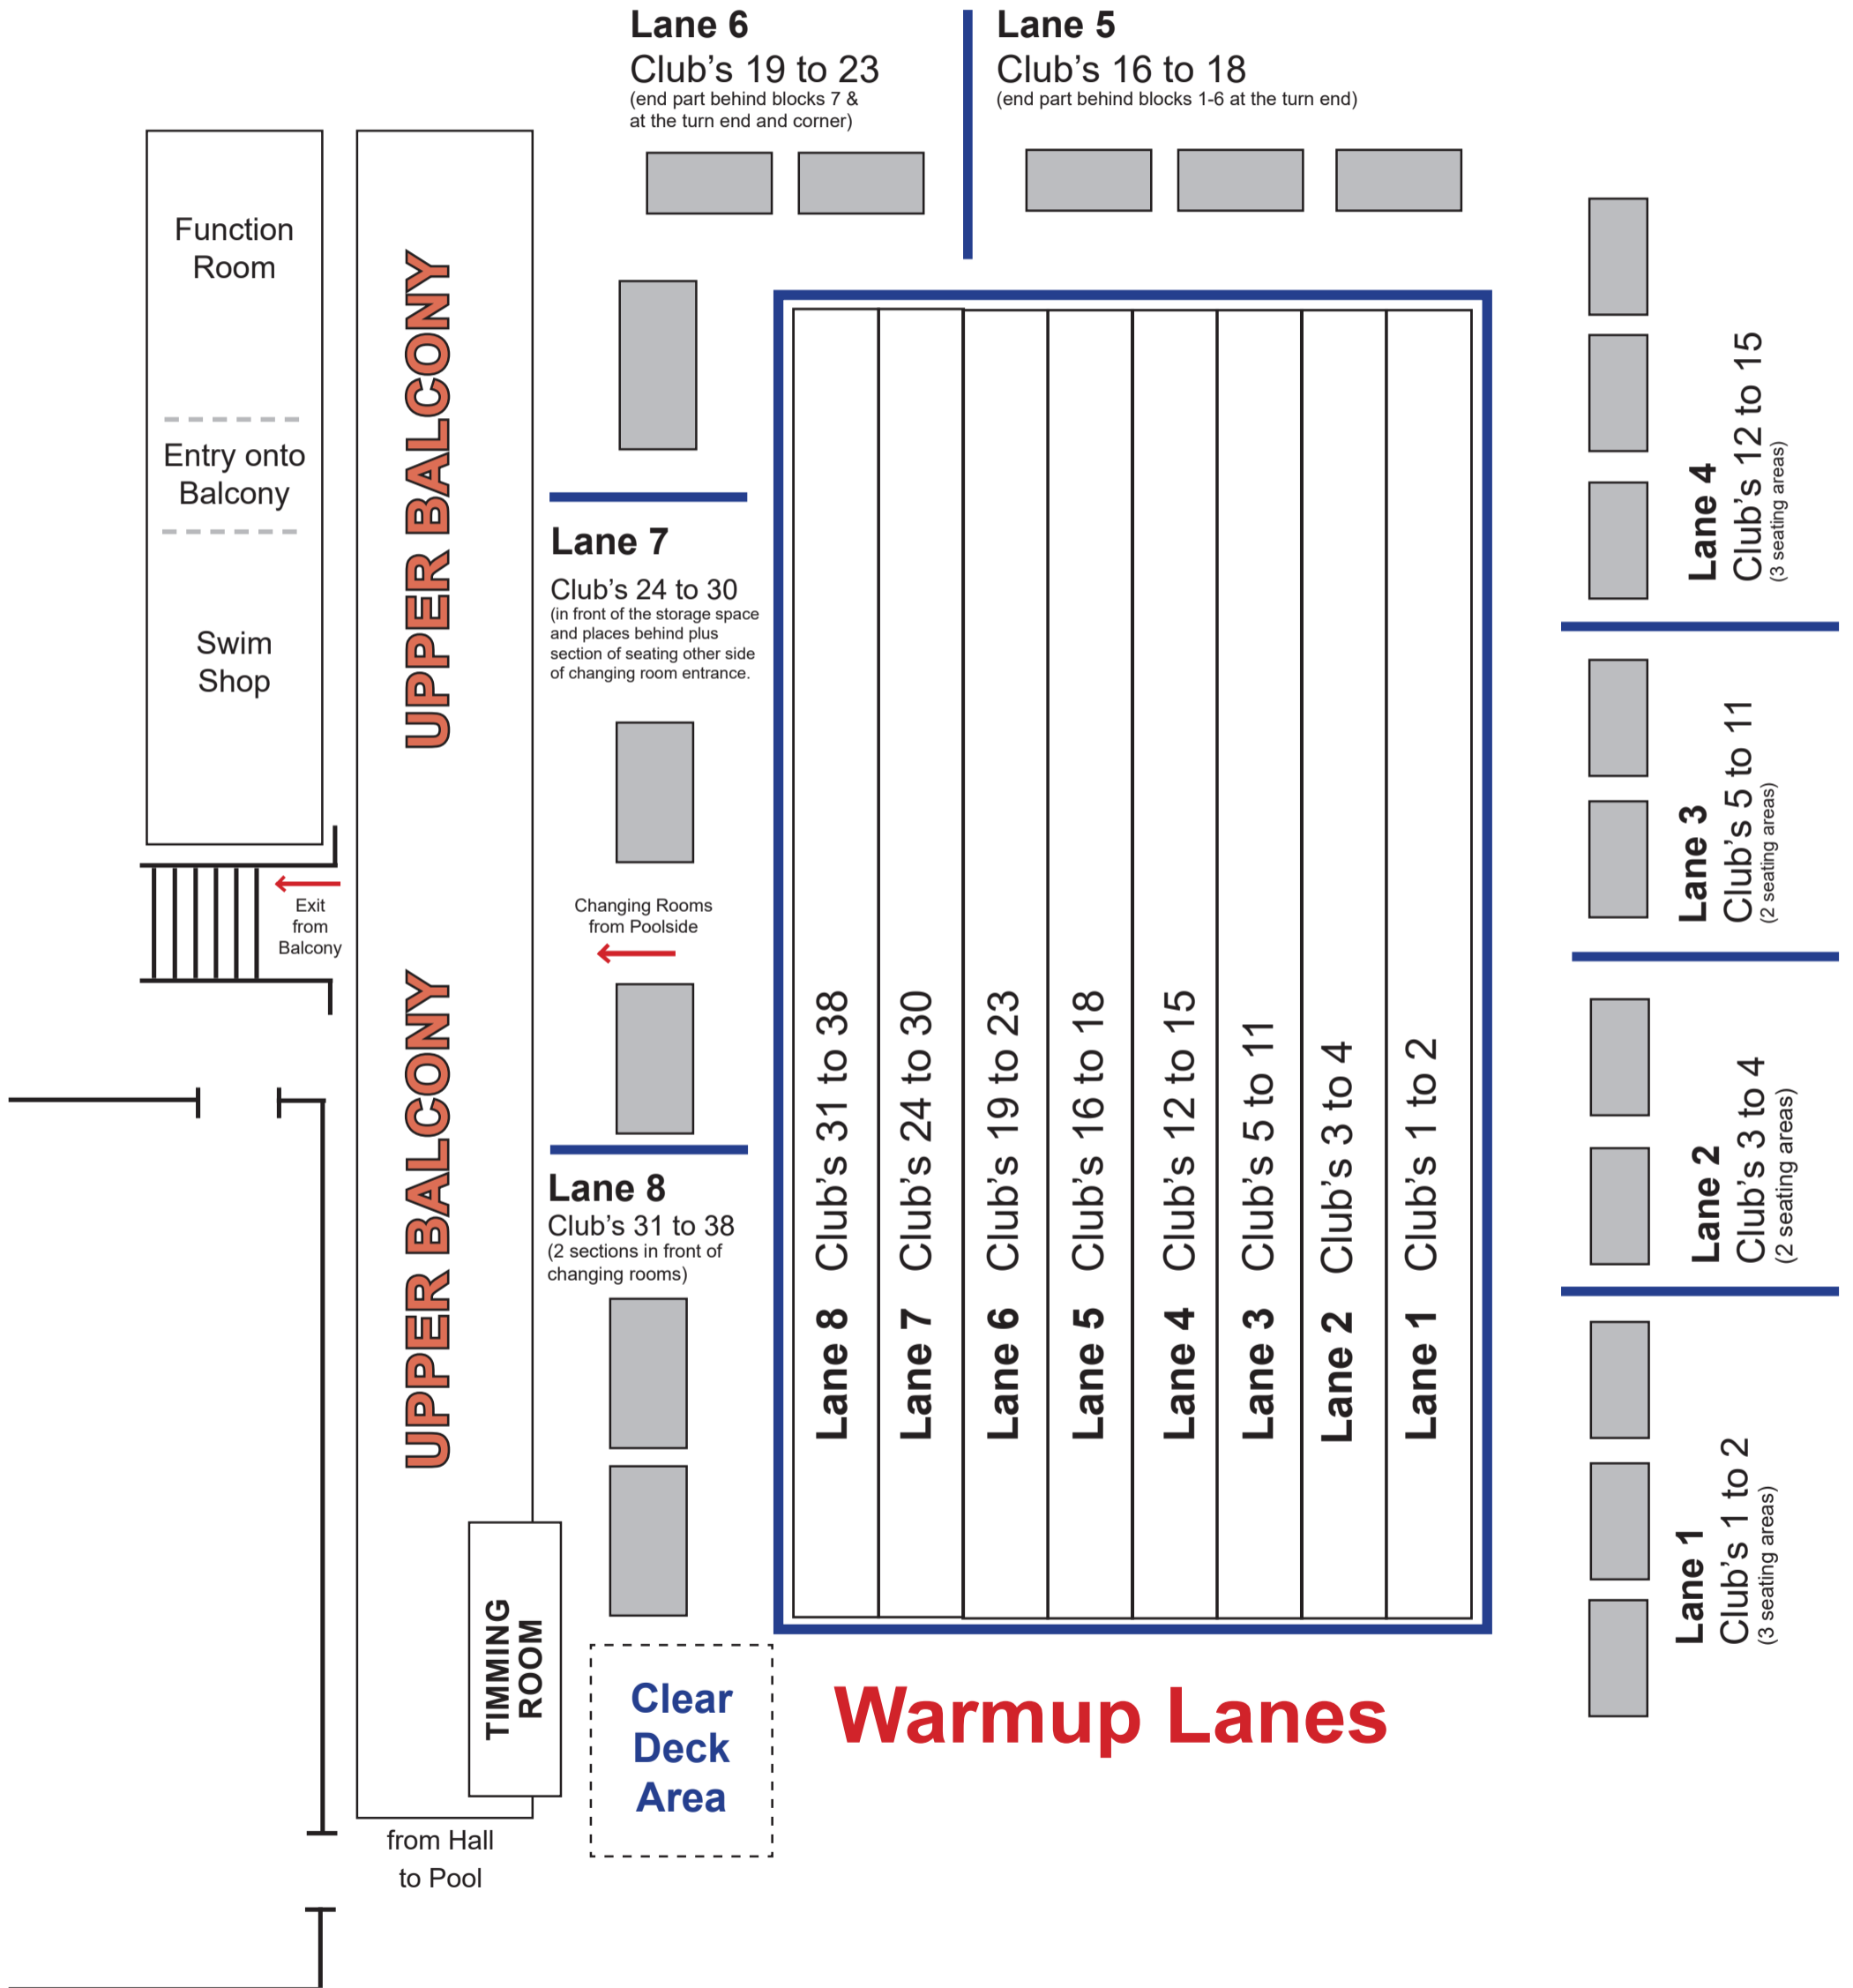 Lane 6
Club’s 19 to 23
(end part behind blocks 7 &
at the turn end and corner)
Lane 5
Club’s 16 to 18
(end part behind blocks 1-6 at the turn end)
Function
Room
Entry onto
Balcony
Swim
Shop
Exit
from
Balcony
UPPER BALCONY
UPPER BALCONY
Lane 7
Club’s 24 to 30
(in front of the storage space
and places behind plus
section of seating other side
of changing room entrance.
Changing Rooms
from Poolside
Lane 8
Club’s 31 to 38
(2 sections in front of
changing rooms)
TIMMING
ROOM
Clear
Deck
Area
from Hall
to Pool
Lane 8 Club’s 31 to 38
Lane 7 Club’s 24 to 30
Lane 6 Club’s 19 to 23
Lane 5 Club’s 16 to 18
Lane 4 Club’s 12 to 15
Lane 3 Club’s 5 to 11
Lane 2 Club’s 3 to 4
Lane 1 Club’s 1 to 2
Warmup Lanes
Lane 4
Club’s 12 to 15
(3 seating areas)
Lane 3
Club’s 5 to 11
(2 seating areas)
Lane 2
Club’s 3 to 4
(2 seating areas)
Lane 1
Club’s 1 to 2
(3 seating areas)